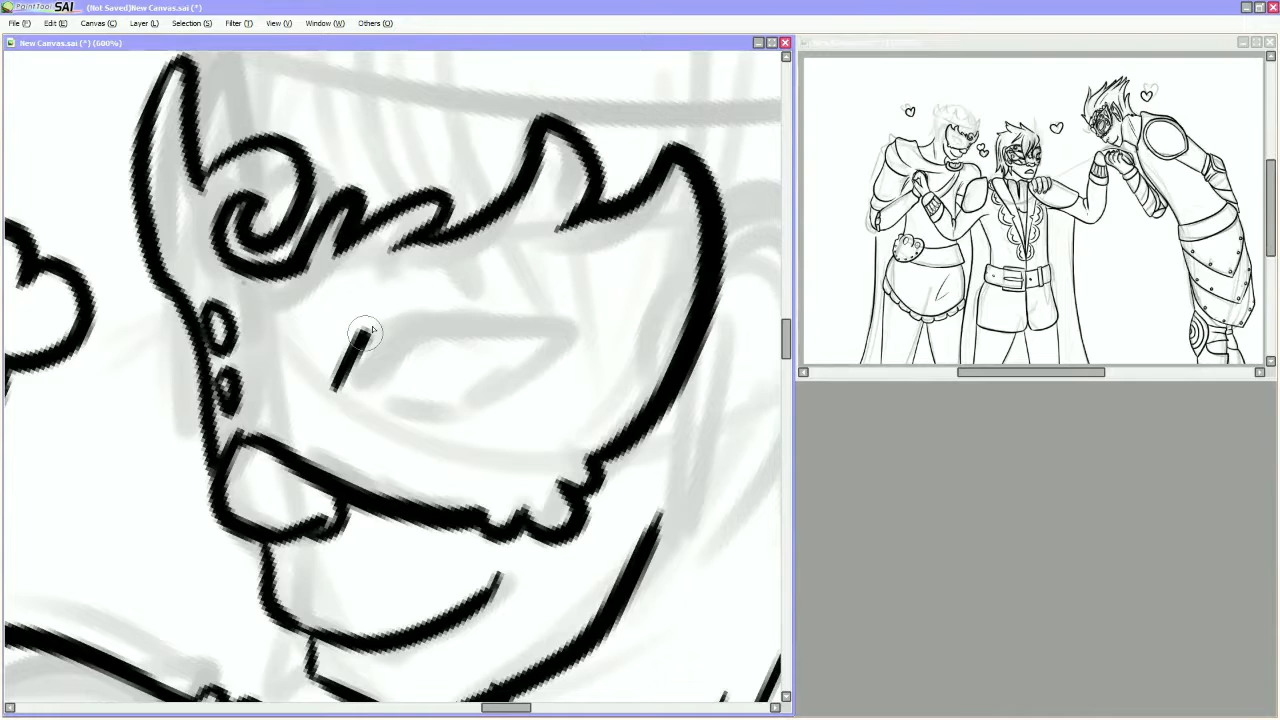 PaintTool SAI (Not Saved)New Canvas.sai (*)
File (F) Edit (E) Canvas (C) Layer (L) Selection (S) Filter (T) View (V) Window (W) Others (O)
New Canvas.sai (*) (600%)